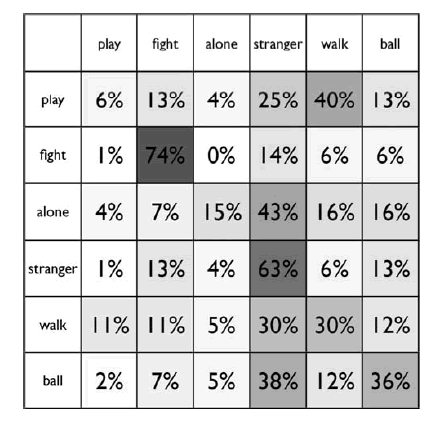 play fight alone stranger walk ball
play 6% 13% 4% 25% 40% 13%
fight 1% 74% 0% 14% 6% 6%
alone 4% 7% 15% 43% 16% 16%
stranger 1% 13% 4% 63% 6% 13%
walk 11% 11% 5% 30% 30% 12%
ball 2% 7% 5% 38% 12% 36%